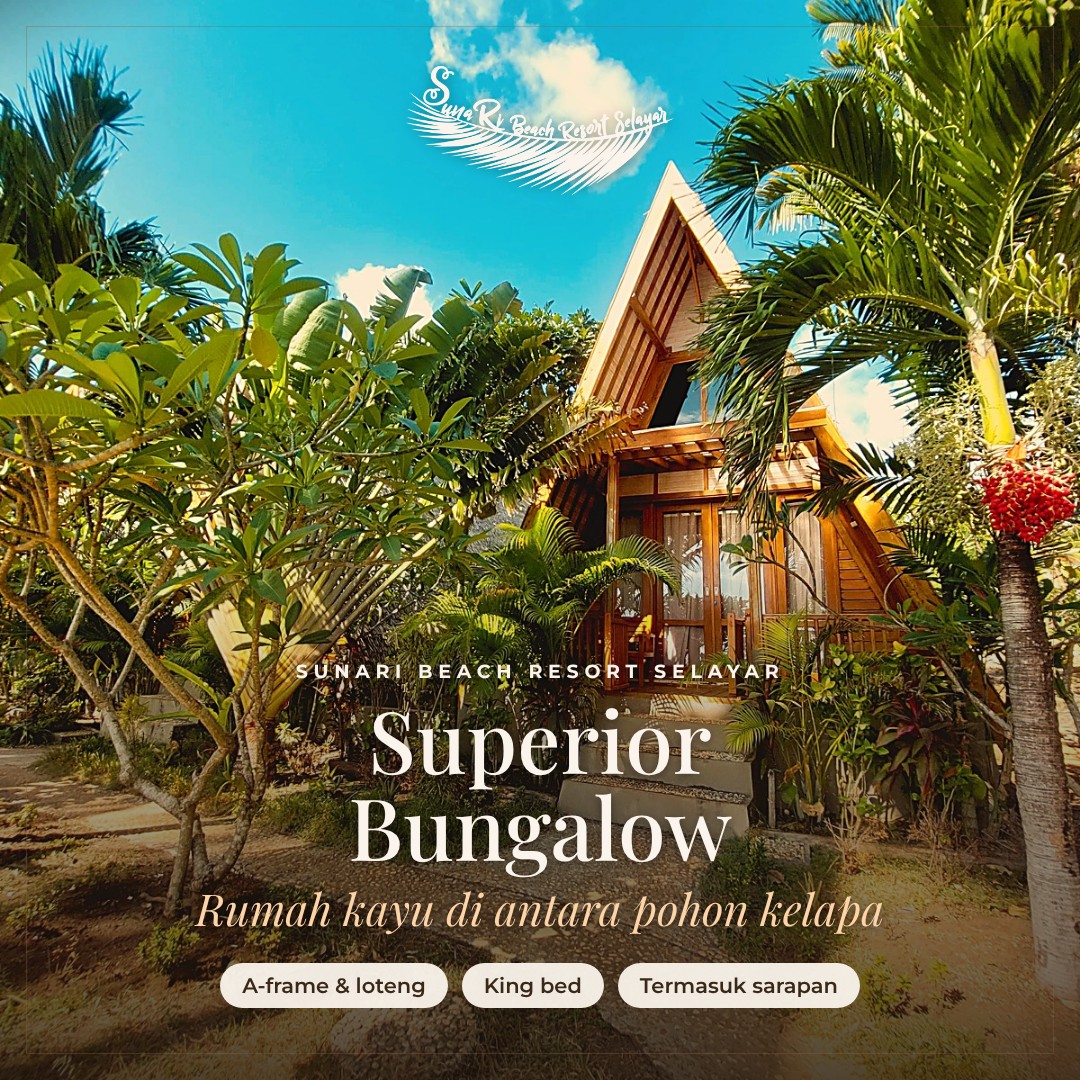 SunaRi Beach Resort Selayar
SUNARI BEACH RESORT SELAYAR
Superior
Bungalow
Rumah kayu di antara pohon kelapa
A-frame & loteng
King bed
Termasuk sarapan